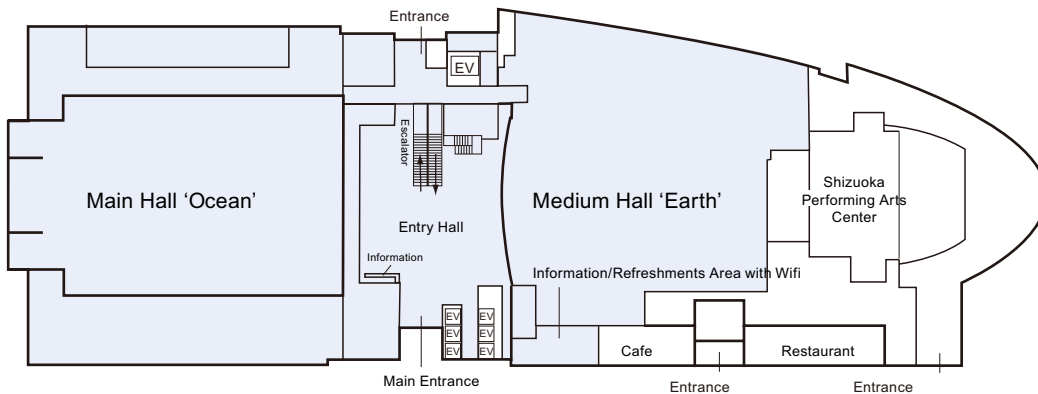 Entrance
EV
Escalator
Main Hall ‘Ocean’
Medium Hall ‘Earth’
Shizuoka
Performing Arts
Center
Entry Hall
Information
Information/Refreshments Area with Wifi
EV
EV
EV
EV
EV
EV
Cafe
Restaurant
Main Entrance
Entrance
Entrance